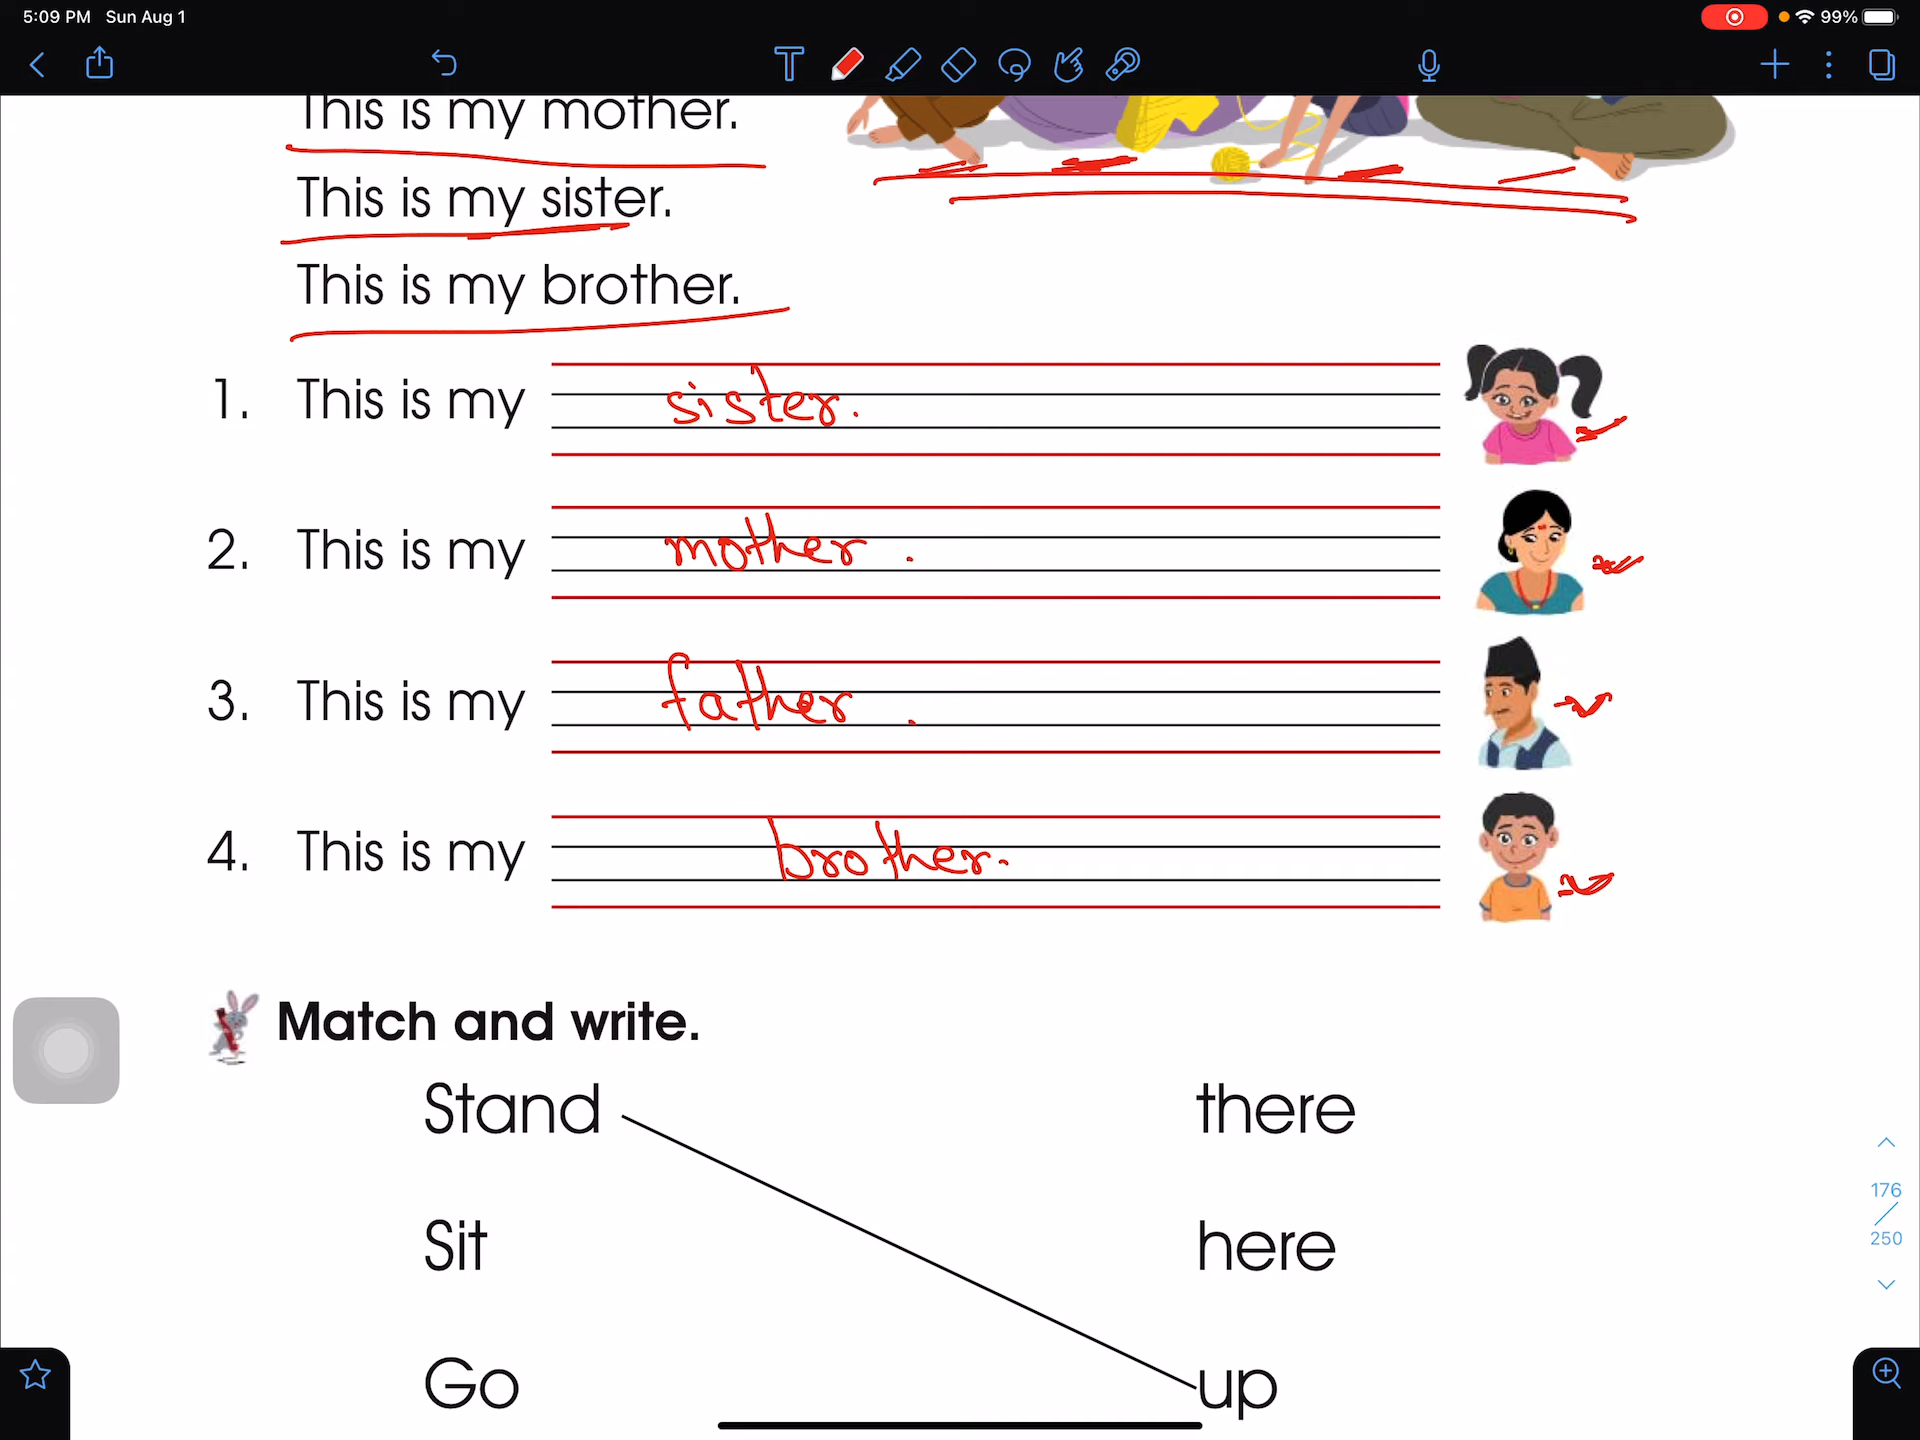 5:09 PM Sun Aug 1
99%
This is my mother.
This is my sister.
This is my brother.
1. This is my sister.
2. This is my mother.
3. This is my father.
4. This is my brother.
Match and write.
Stand there
Sit here
Go up
176
250